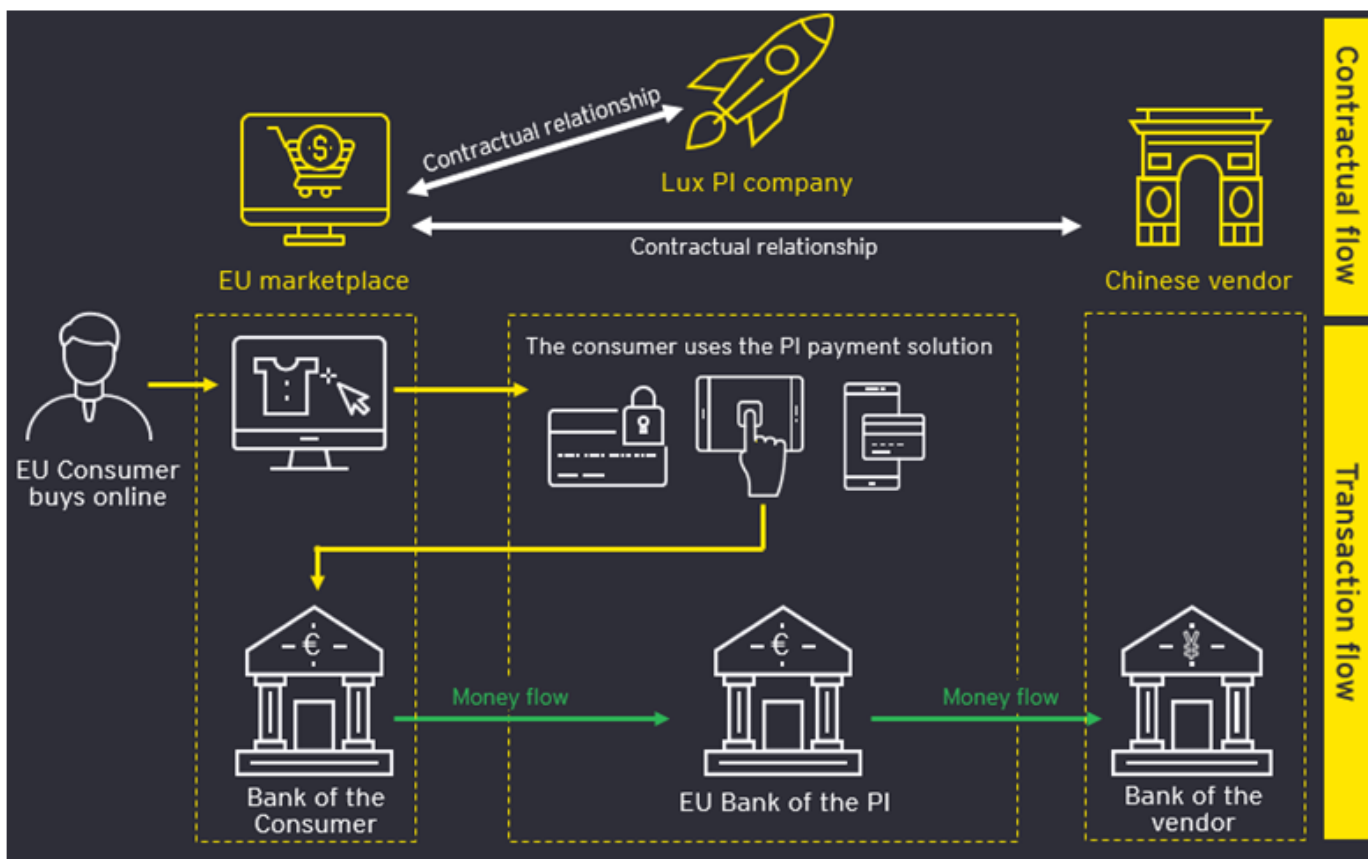 Contractual relationship
Lux PI company
Contractual relationship
EU marketplace
Chinese vendor
Contractual flow
The consumer uses the PI payment solution
EU Consumer
buys online
Transaction flow
$
€
€
¥
Money flow
Money flow
Bank of the
Consumer
EU Bank of the PI
Bank of the
vendor